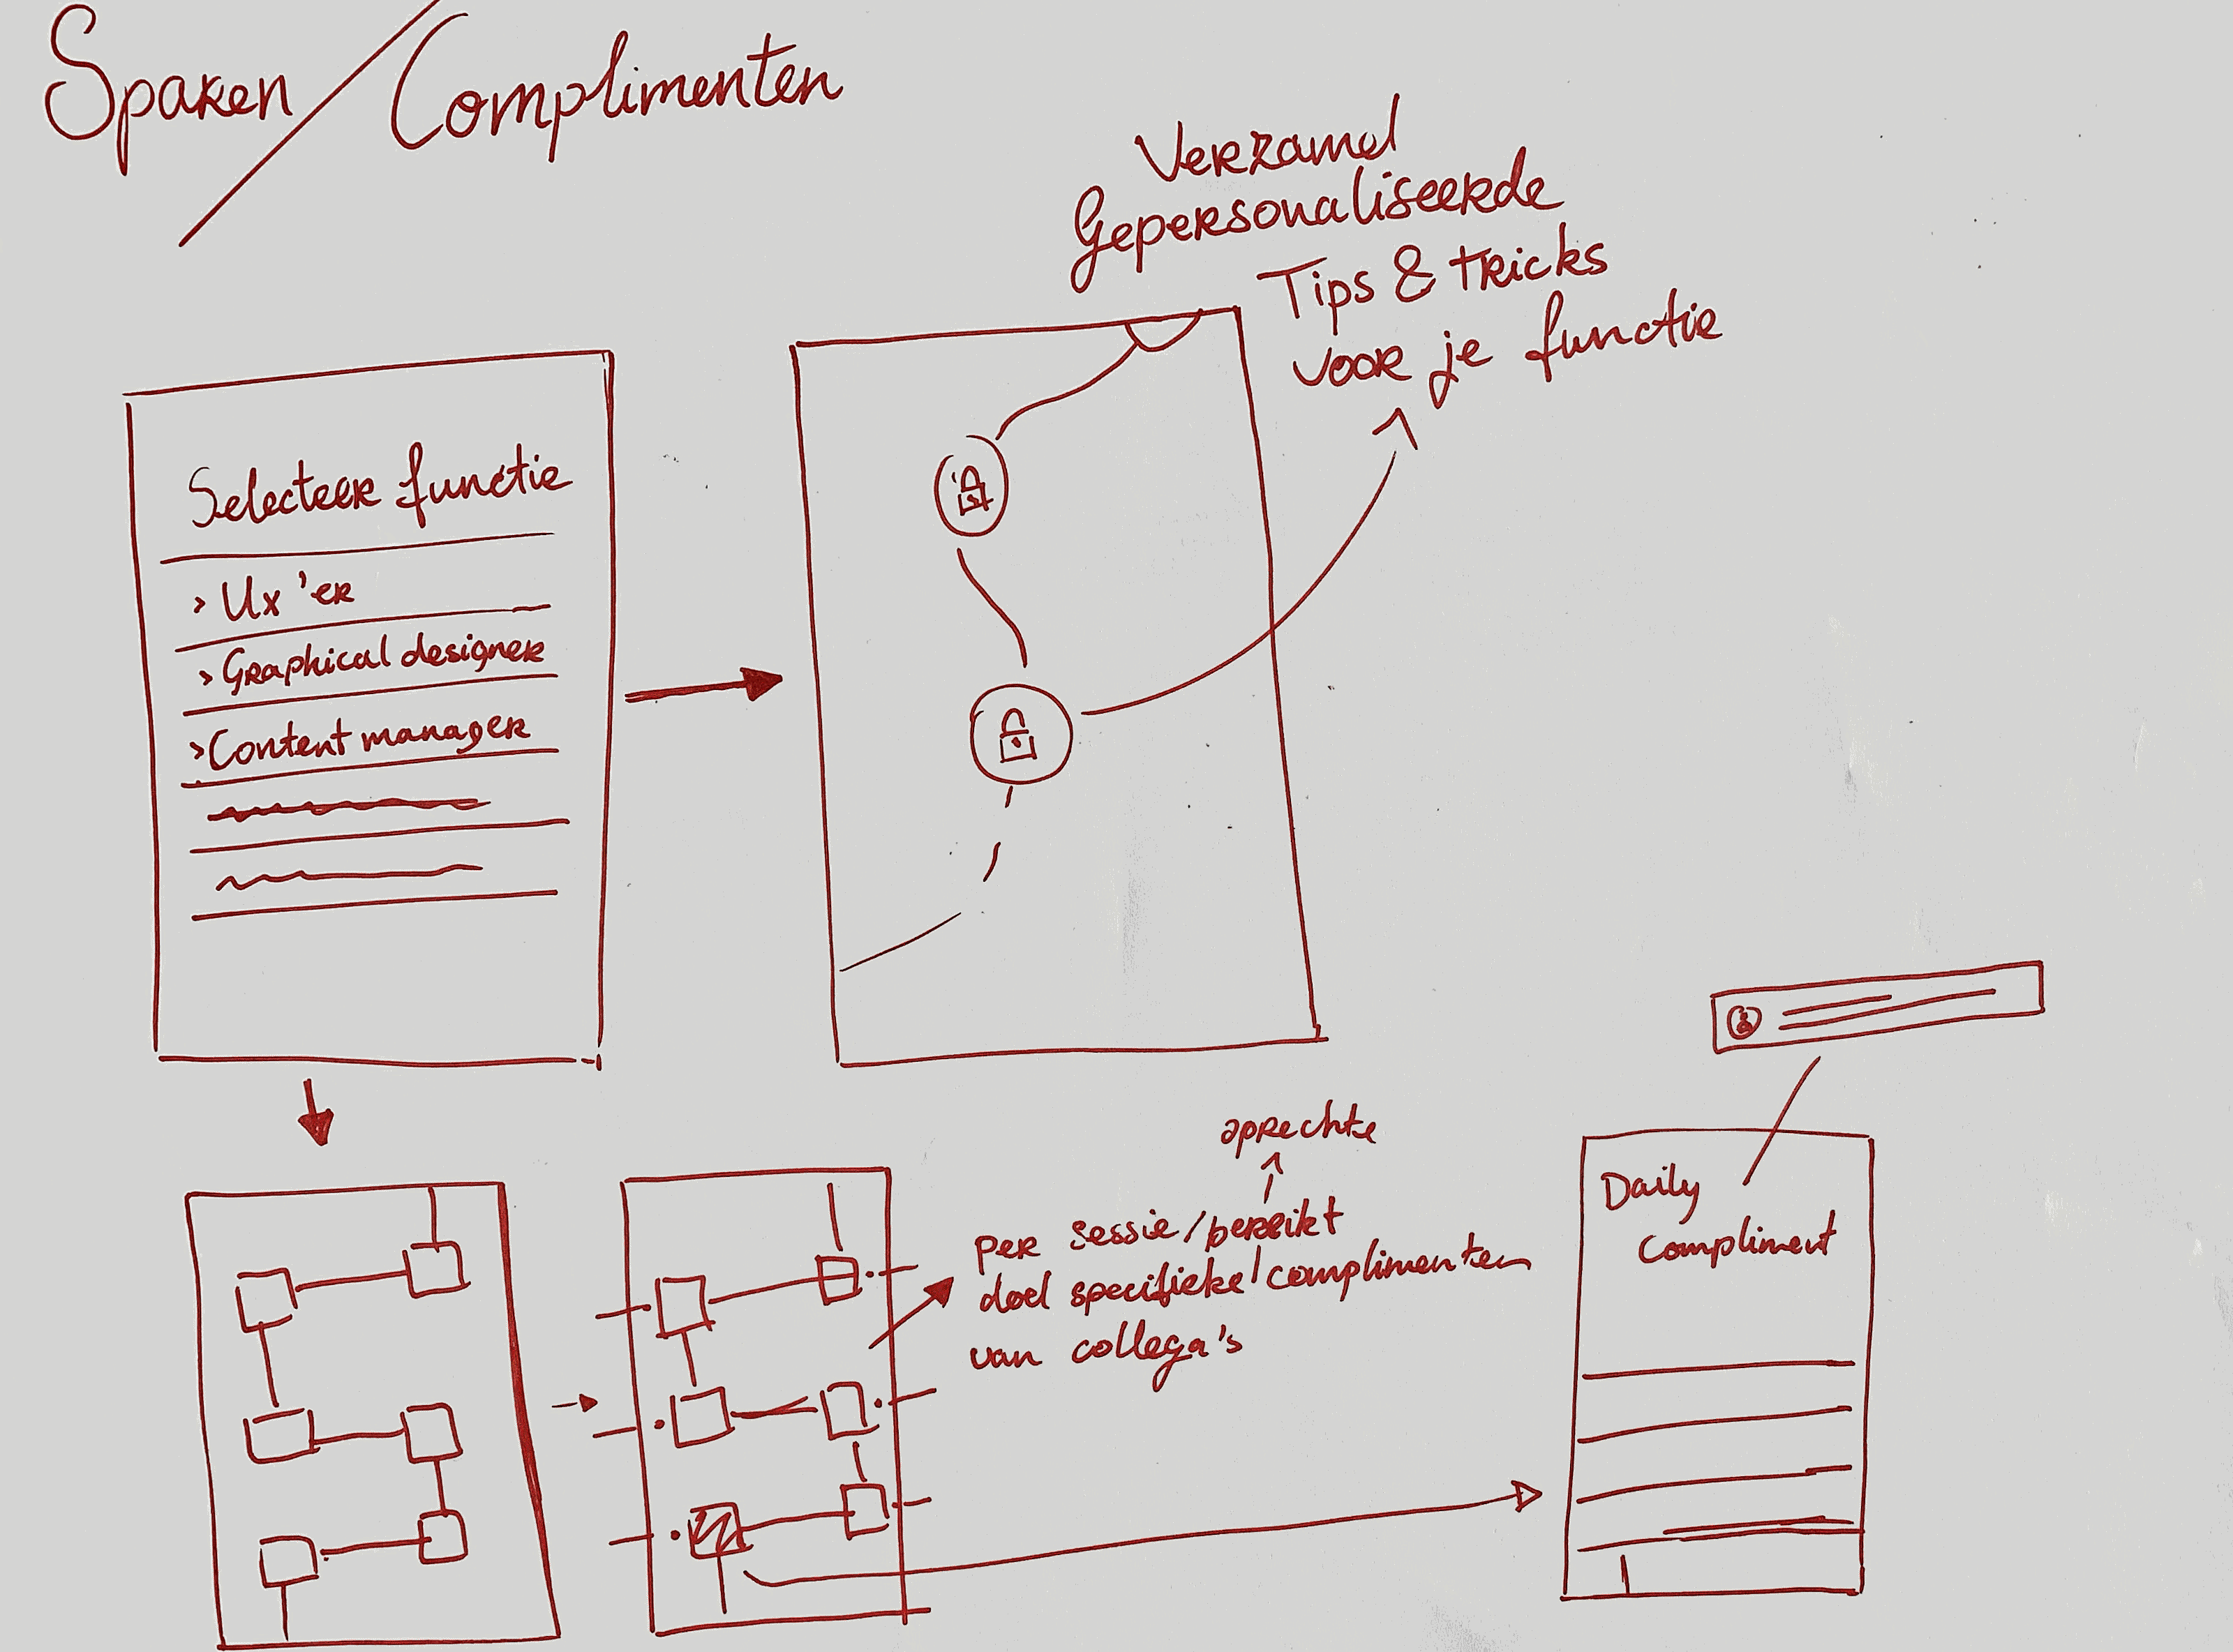 Sparen / Complimenten
Verzamel
Gepersonaliseerde
Tips & tricks
voor je functie
Selecteer functie
> Ux'er
> Graphical designer
> Content manager
oprechte
per sessie/bereikt
doel specifieke complimenten
van collega's
Daily
Compliment